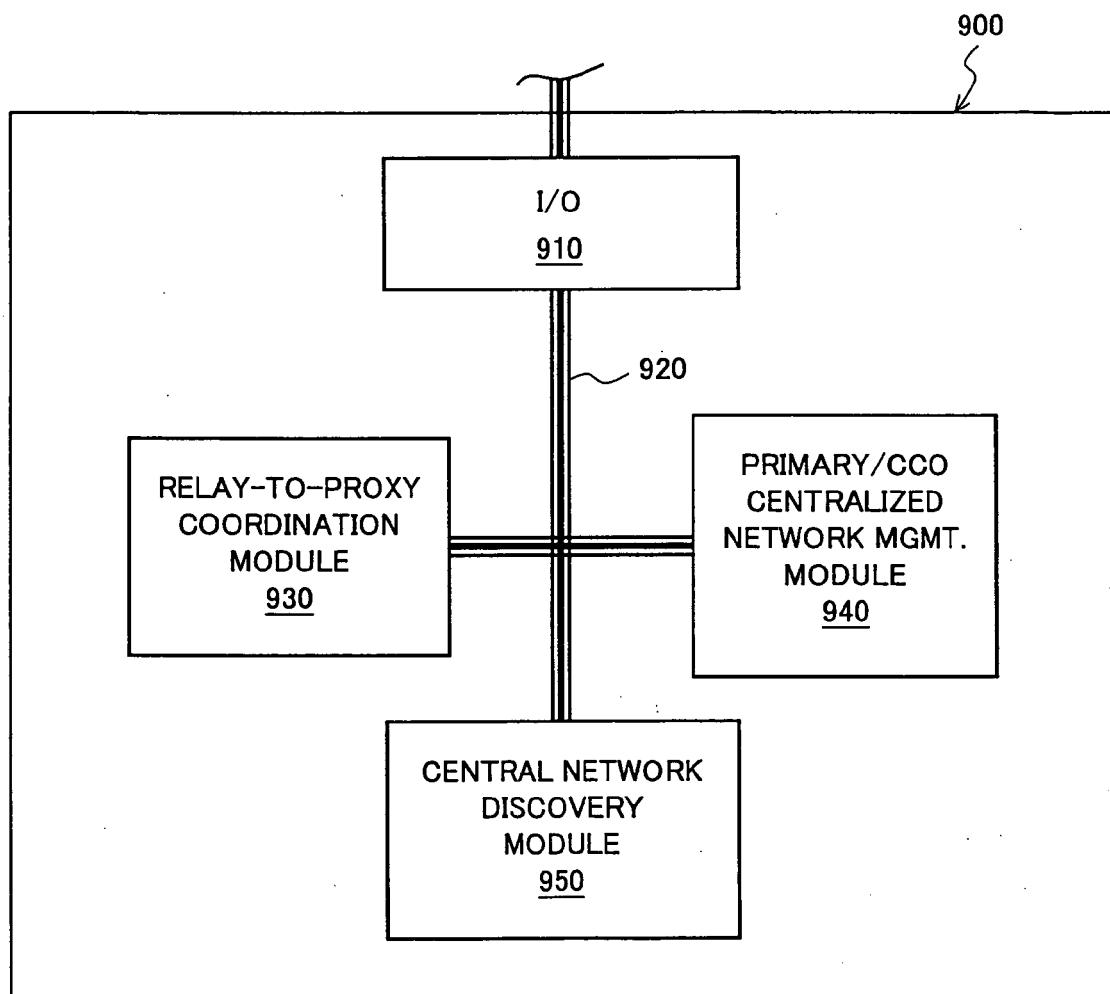 900
I/O
910
920
RELAY-TO-PROXY
COORDINATION
MODULE
930
PRIMARY/CCO
CENTRALIZED
NETWORK MGMT.
MODULE
940
CENTRAL NETWORK
DISCOVERY
MODULE
950